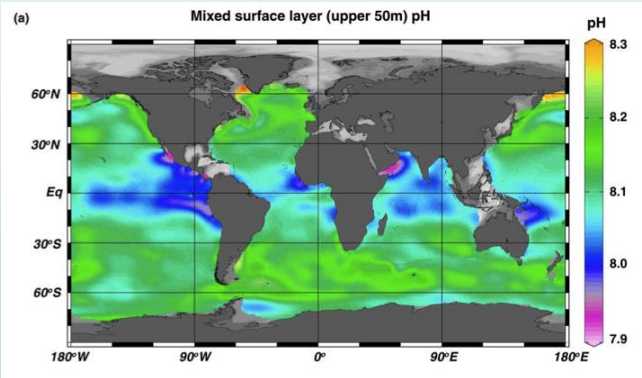 (a)
Mixed surface layer (upper 50m) pH
pH
8.3
8.2
8.1
8.0
7.9
60°N
30°N
Eq
30°S
60°S
180°W
90°W
0°
90°E
180°E